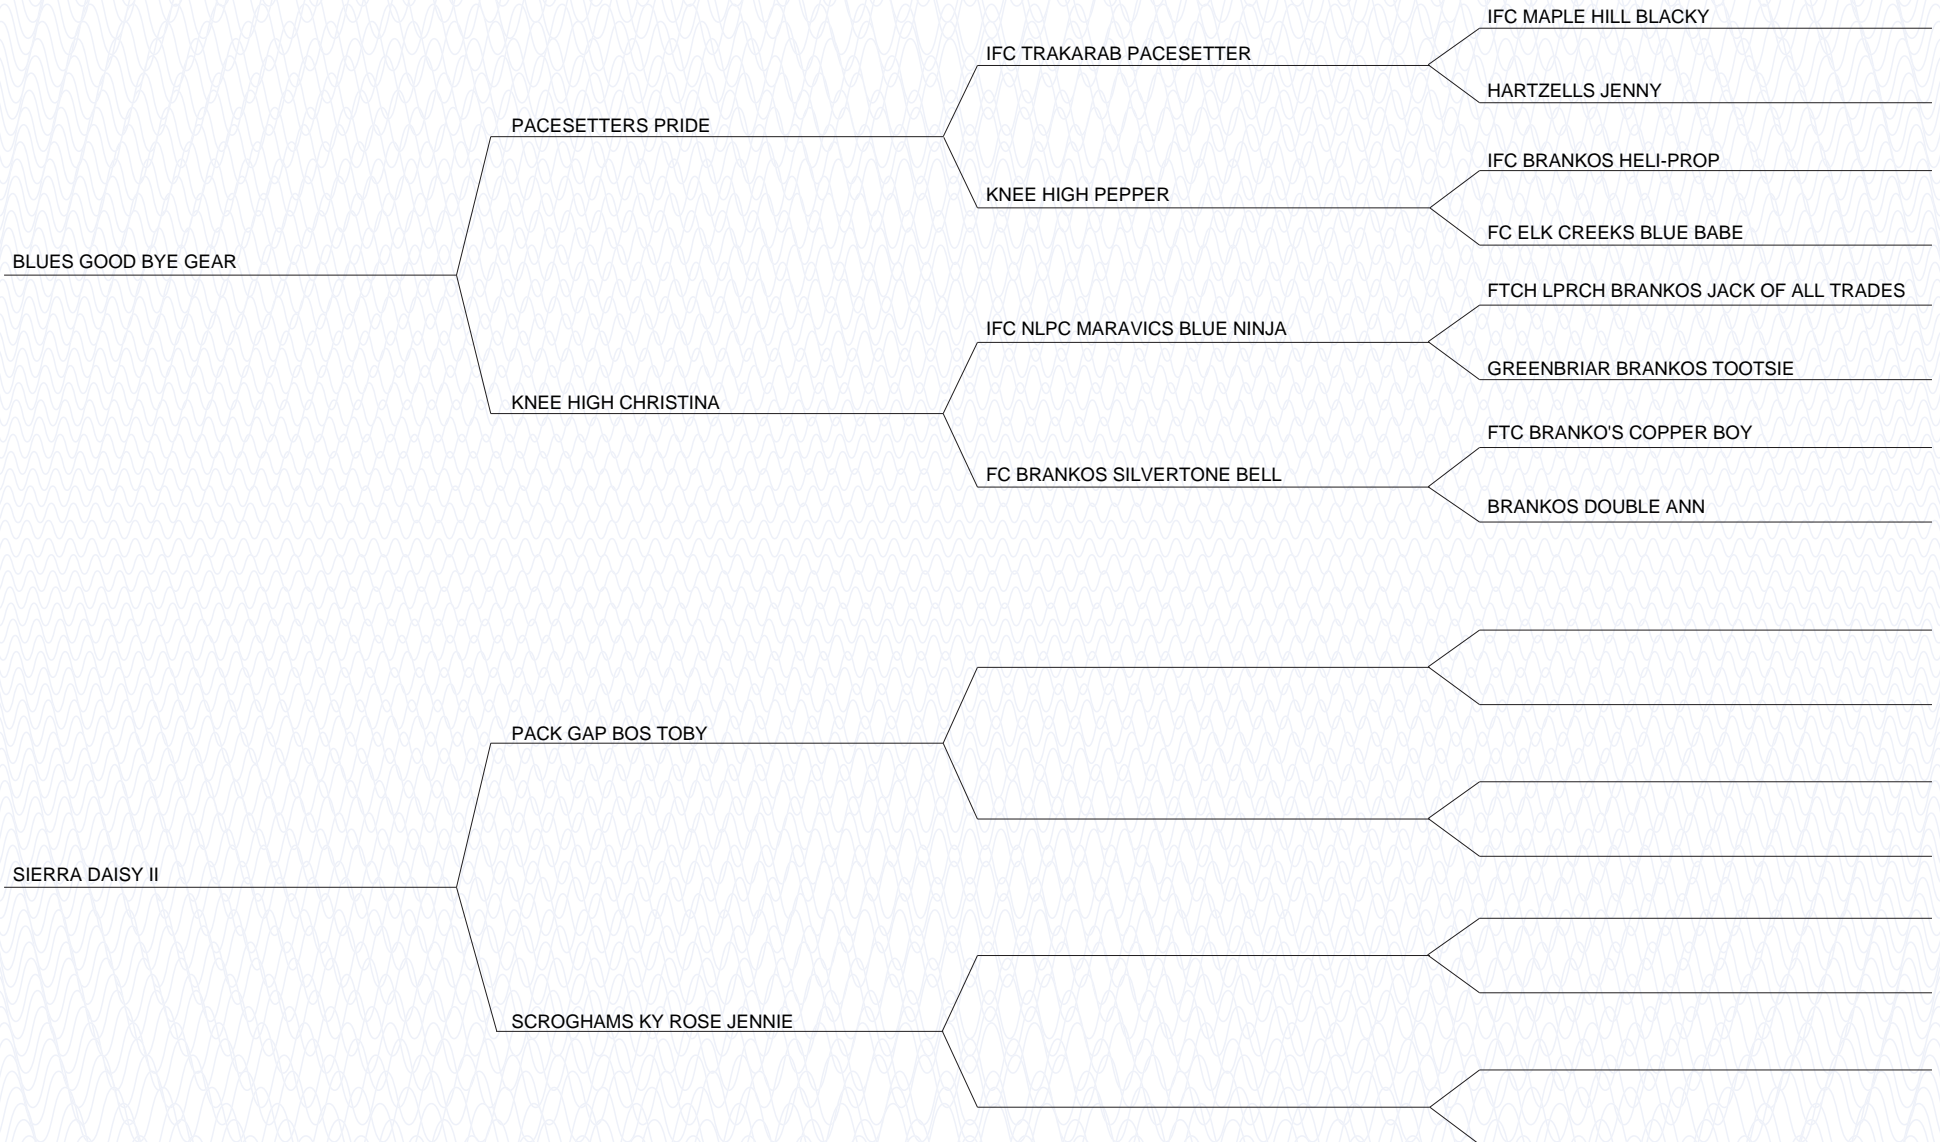 IFC MAPLE HILL BLACKY
IFC TRAKARAB PACESETTER
HARTZELLS JENNY
PACESETTERS PRIDE
IFC BRANKOS HELI-PROP
KNEE HIGH PEPPER
FC ELK CREEKS BLUE BABE
BLUES GOOD BYE GEAR
FTCH LPRCH BRANKOS JACK OF ALL TRADES
IFC NLPC MARAVICS BLUE NINJA
GREENBRIAR BRANKOS TOOTSIE
KNEE HIGH CHRISTINA
FTC BRANKO'S COPPER BOY
FC BRANKOS SILVERTONE BELL
BRANKOS DOUBLE ANN
PACK GAP BOS TOBY
SIERRA DAISY II
SCROGHAMS KY ROSE JENNIE